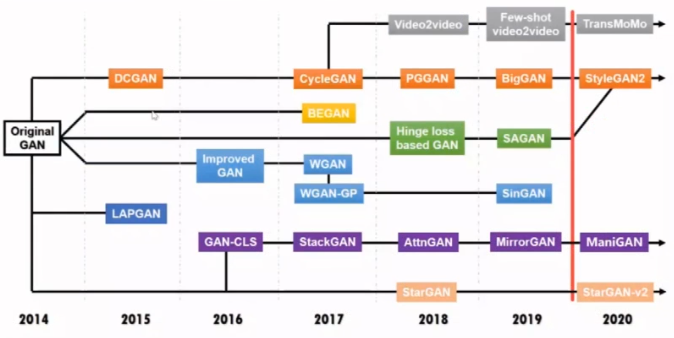 Video2video
Few-shot
video2video
TransMoMo
DCGAN
CycleGAN
PGGAN
BigGAN
StyleGAN2
BEGAN
Original
GAN
Hinge loss
based GAN
SAGAN
Improved
GAN
WGAN
WGAN-GP
SinGAN
LAPGAN
GAN-CLS
StackGAN
AttnGAN
MirrorGAN
ManiGAN
StarGAN
StarGAN-v2
2014
2015
2016
2017
2018
2019
2020